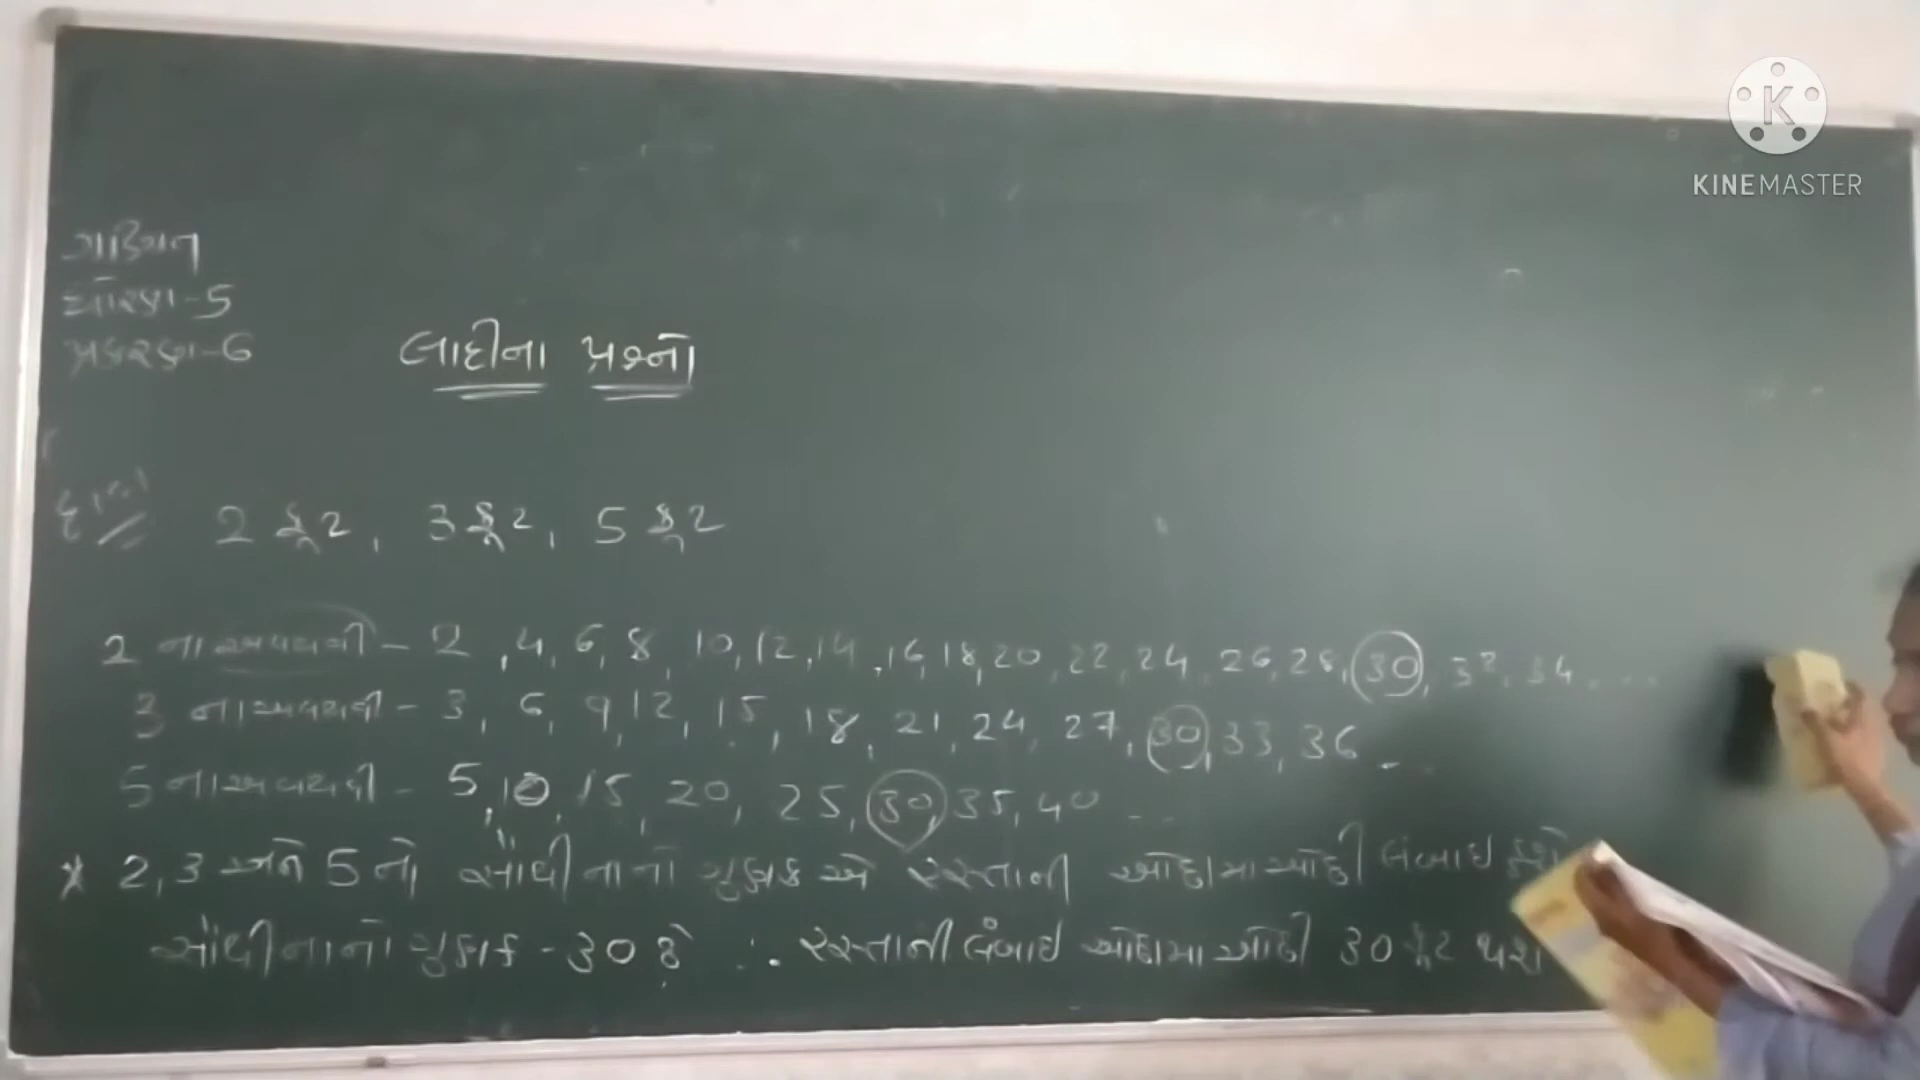 ગણિત
ધોરણ-5
પ્રકરણ-6
લાદીના પ્રશ્નો
2 ફૂટ, 3 ફૂટ, 5 ફૂટ
2 ના અવયવી - 2, 4, 6, 8, 10, 12, 14, 16, 18, 20, 22, 24, 26, 28, 30, 32, 34, ...
3 ના અવયવી - 3, 6, 9, 12, 15, 18, 21, 24, 27, 30, 33, 36 ...
5 ના અવયવી - 5, 10, 15, 20, 25, 30, 35, 40 ...
* 2, 3 અને 5 નો સૌથી નાનો ગુણક એ રસ્તાની ઓછામાઓછી લંબાઇ હશે
સૌથી નાનો ગુણક - 30 છે ∴ રસ્તાની લંબાઇ ઓછામા ઓછી 30 ફૂટ થશે
KINEMASTER